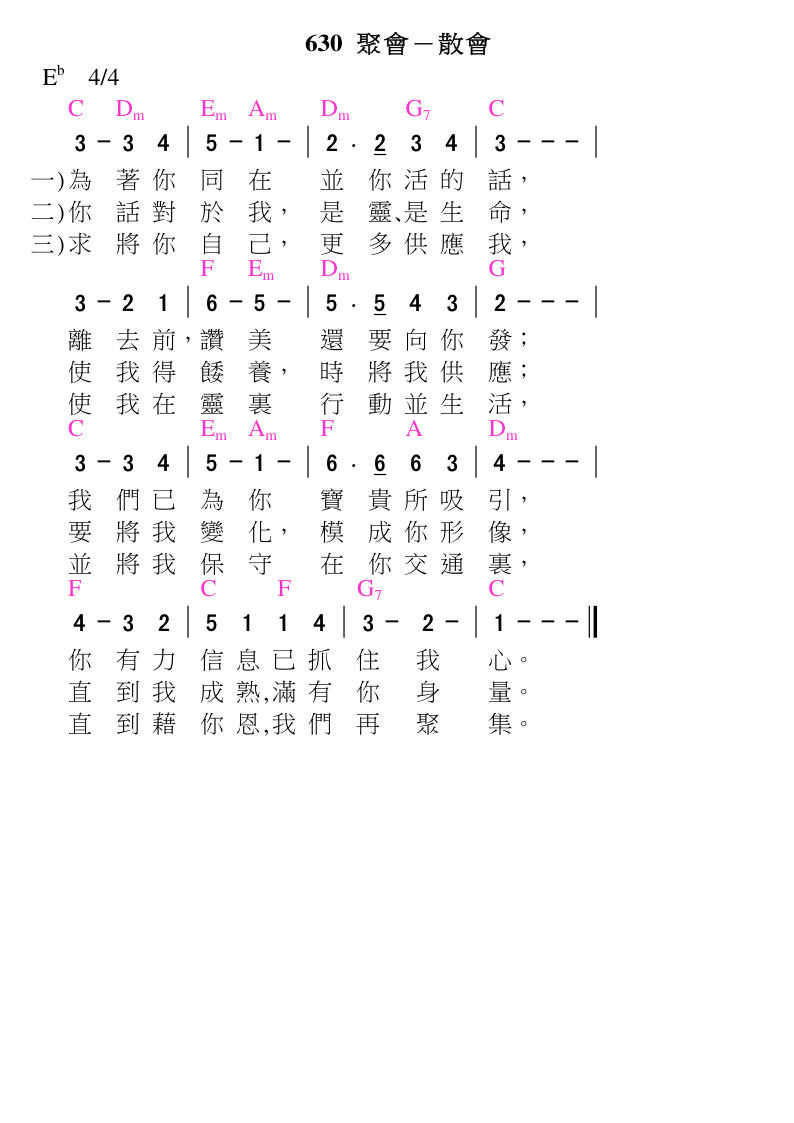 630 聚會－散會
E♭ 4/4
C Dm Em Am Dm G7 C
3 － 3 4 | 5 － 1 － | 2 · 2 3 4 | 3 － － － |
一)為著你同在 並你活的話，
二)你話對於我， 是靈、是生命，
三)求將你自己， 更多供應我，
F Em Dm G
3 － 2 1 | 6 － 5 － | 5 · 5 4 3 | 2 － － － |
離去前，讚美 還要向你發；
使我得餧養， 時將我供應；
使我在靈裏 行動並生活，
C Em Am F A Dm
3 － 3 4 | 5 － 1 － | 6 · 6 6 3 | 4 － － － |
我們已為你 寶貴所吸引，
要將我變化， 模成你形像，
並將我保守 在你交通裏，
F C F G7 C
4 － 3 2 | 5 1 1 4 | 3 － 2 － | 1 － － － ‖
你有力信息已抓住我心。
直到我成熟,滿有你身量。
直到藉你恩,我們再聚集。